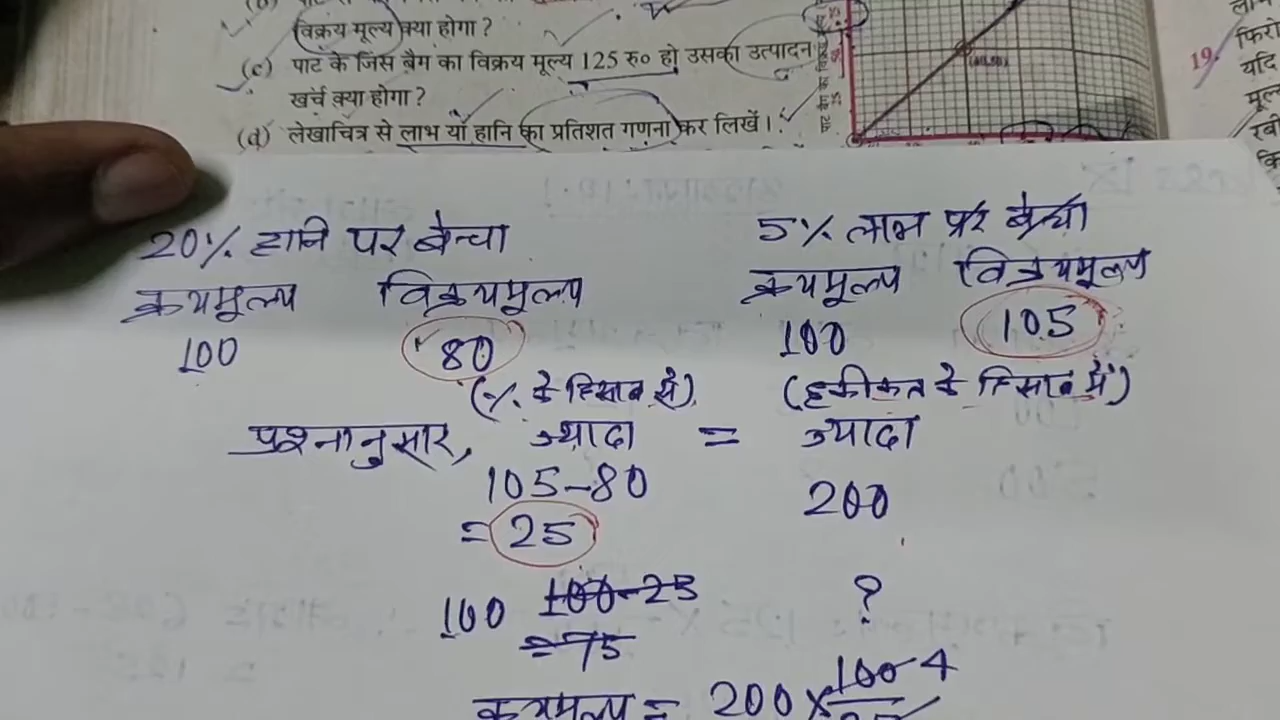 विक्रय मूल्य क्या होगा ?
(c) पाट के जिस बैग का विक्रय मूल्य 125 रु० हो उसका उत्पादन
खर्च क्या होगा ?
(d) लेखाचित्र से लाभ या हानि का प्रतिशत गणना कर लिखें।
19.
फिरो
यदि
मूल्
20% हानि पर बेन्चा
5% लाभ पर बेन्चा
क्रयमूल्य विक्रयमूल्य
क्रयमूल्य विक्रयमूल्य
100 80
100 105
(% के हिसाब से)
(हकीकत के हिसाब में)
प्रश्नानुसार, ज्यादा = ज्यादा
105-80 200
= 25
100 100-25 ?
= 75
क्रयमूल्य = 200 × 100 4